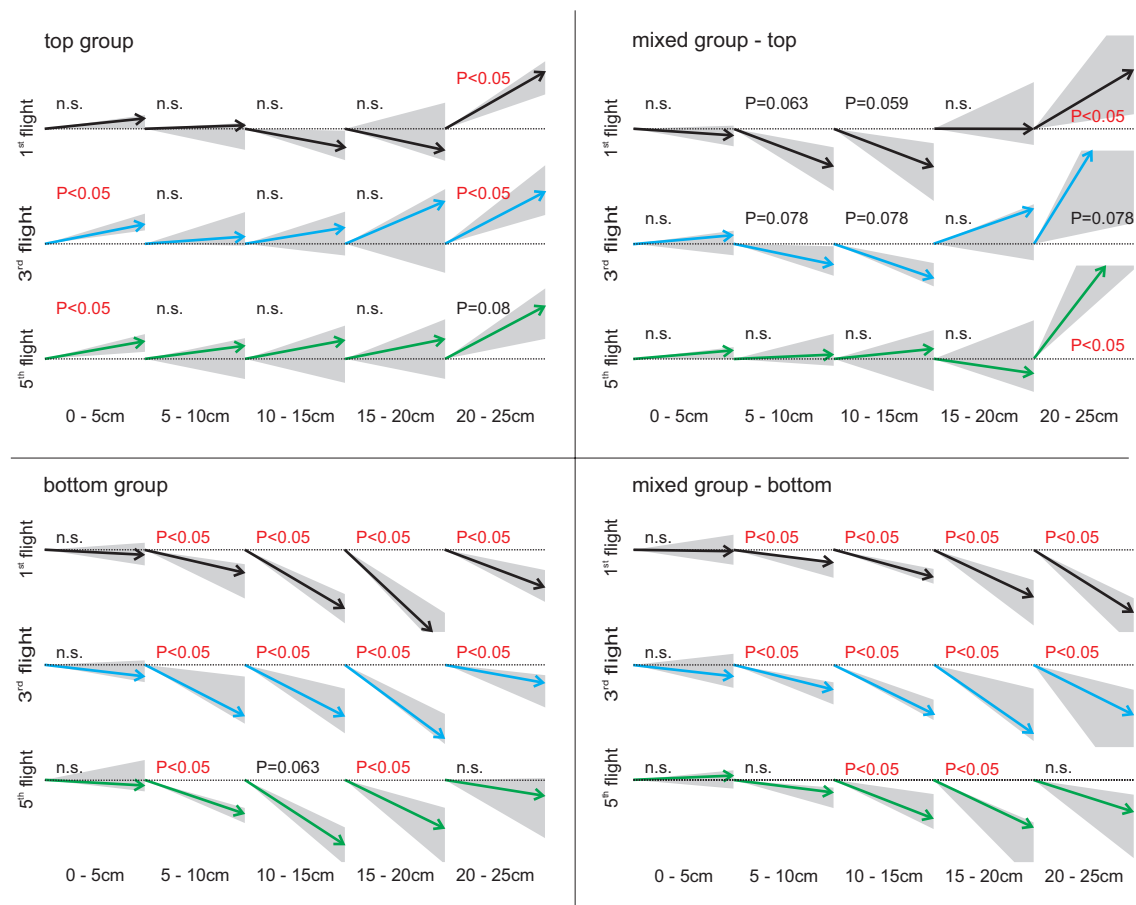 top group
1st flight
n.s. n.s. n.s. n.s. P<0.05
3rd flight
P<0.05 n.s. n.s. n.s. P<0.05
5th flight
P<0.05 n.s. n.s. n.s. P=0.08
0 - 5cm 5 - 10cm 10 - 15cm 15 - 20cm 20 - 25cm
mixed group - top
1st flight
n.s. P=0.063 P=0.059 n.s. P<0.05
3rd flight
n.s. P=0.078 P=0.078 n.s. P=0.078
5th flight
n.s. n.s. n.s. n.s. P<0.05
0 - 5cm 5 - 10cm 10 - 15cm 15 - 20cm 20 - 25cm
bottom group
1st flight
n.s. P<0.05 P<0.05 P<0.05 P<0.05
3rd flight
n.s. P<0.05 P<0.05 P<0.05 P<0.05
5th flight
n.s. P<0.05 P=0.063 P<0.05 n.s.
0 - 5cm 5 - 10cm 10 - 15cm 15 - 20cm 20 - 25cm
mixed group - bottom
1st flight
n.s. P<0.05 P<0.05 P<0.05 P<0.05
3rd flight
n.s. P<0.05 P<0.05 P<0.05 P<0.05
5th flight
n.s. n.s. P<0.05 P<0.05 n.s.
0 - 5cm 5 - 10cm 10 - 15cm 15 - 20cm 20 - 25cm